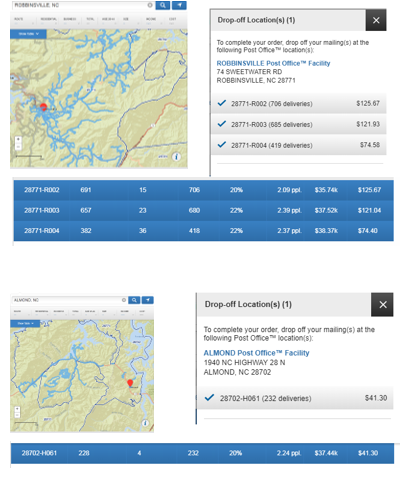 ROBBINSVILLE, NC
Drop-off Location(s) (1)
To complete your order, drop off your mailing(s) at the
following Post Office™ location(s):
ROBBINSVILLE Post Office™ Facility
74 SWEETWATER RD
ROBBINSVILLE, NC 28771
28771-R002 (706 deliveries) $125.67
28771-R003 (685 deliveries) $121.93
28771-R004 (419 deliveries) $74.58
28771-R002 691 15 706 20% 2.09 ppl. $35.74k $125.67
28771-R003 657 23 680 22% 2.39 ppl. $37.52k $121.04
28771-R004 382 36 418 22% 2.37 ppl. $38.37k $74.40
ALMOND, NC
Drop-off Location(s) (1)
To complete your order, drop off your mailing(s) at the
following Post Office™ location(s):
ALMOND Post Office™ Facility
1940 NC HIGHWAY 28 N
ALMOND, NC 28702
28702-H061 (232 deliveries) $41.30
28702-H061 228 4 232 20% 2.24 ppl. $37.44k $41.30